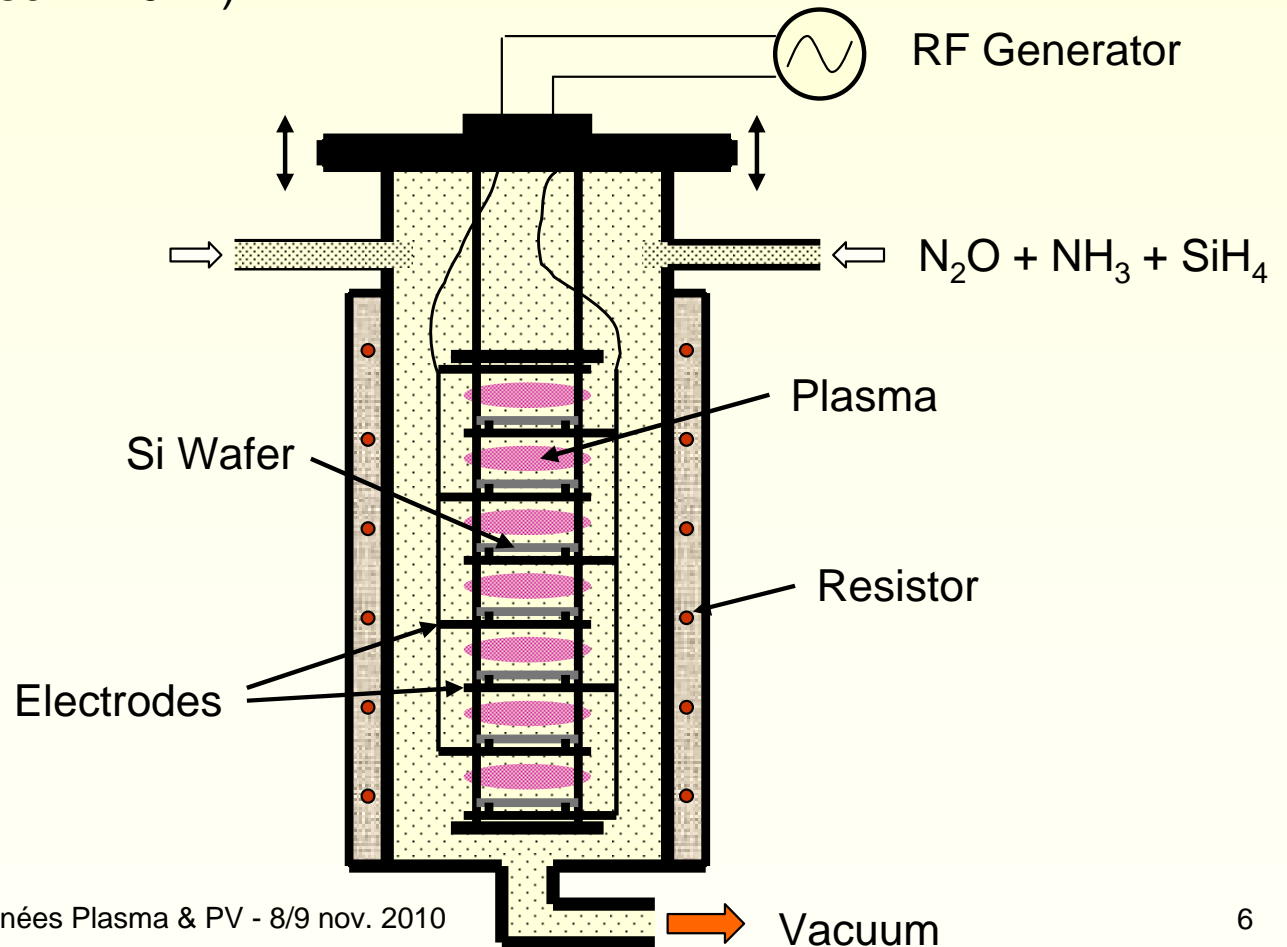 RF Generator
N₂O + NH₃ + SiH₄
Plasma
Si Wafer
Resistor
Electrodes
nées Plasma & PV - 8/9 nov. 2010
Vacuum
6